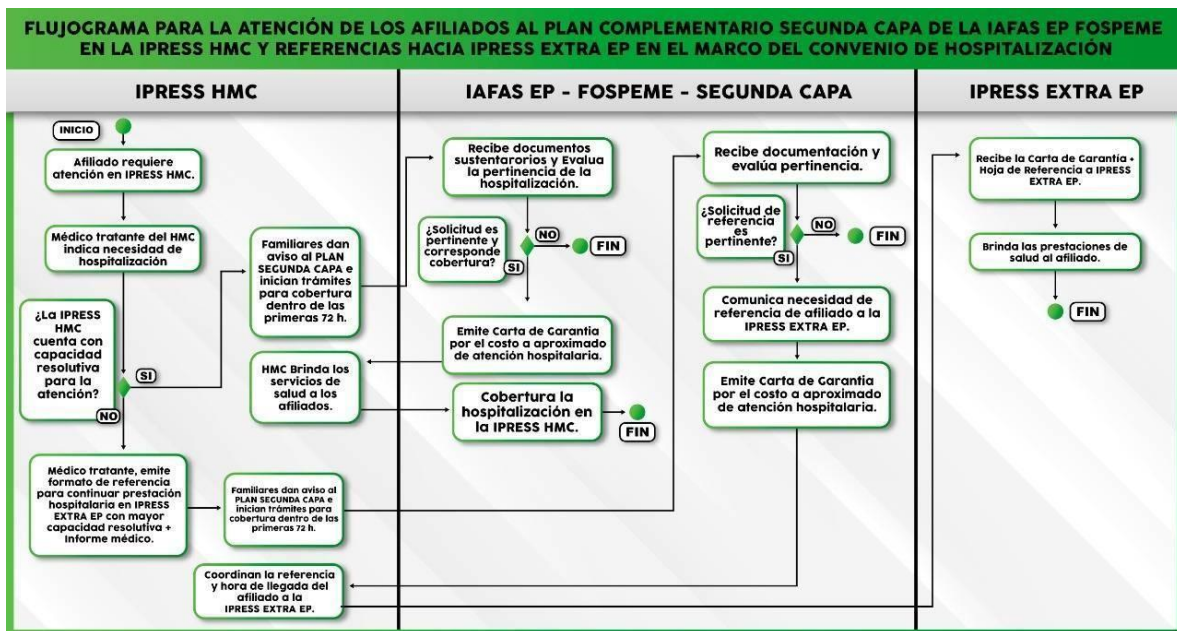 FLUJOGRAMA PARA LA ATENCIÓN DE LOS AFILIADOS AL PLAN COMPLEMENTARIO SEGUNDA CAPA DE LA IAFAS EP FOSPEME
EN LA IPRESS HMC Y REFERENCIAS HACIA IPRESS EXTRA EP EN EL MARCO DEL CONVENIO DE HOSPITALIZACIÓN
IPRESS HMC
INICIO
Afiliado requiere
atención en IPRESS HMC.
Médico tratante del HMC
indica necesidad de
hospitalización
¿La IPRESS
HMC
cuenta con
capacidad
resolutiva
para la
atención?
SI
NO
Familiares dan
aviso al PLAN
SEGUNDA CAPA e
inician trámites
para cobertura
dentro de las
primeras 72 h.
HMC Brinda los
servicios de
salud a los
afiliados.
Médico tratante, emite
formato de referencia
para continuar prestación
hospitalaria en IPRESS
EXTRA EP con mayor
capacidad resolutiva +
Informe médico.
Familiares dan aviso al
PLAN SEGUNDA CAPA e
inician trámites para
cobertura dentro de las
primeras 72 h.
Coordinan la referencia
y hora de llegada del
afiliado a la
IPRESS EXTRA EP.
IAFAS EP - FOSPEME - SEGUNDA CAPA
Recibe documentos
sustentarorios y Evalua
la pertinencia de la
hospitalización.
¿Solicitud es
pertinente y
corresponde
cobertura?
NO
FIN
SI
Emite Carta de Garantia
por el costo a aproximado
de atención hospitalaria.
Cobertura la
hospitalización en
la IPRESS HMC.
FIN
Recibe documentación y
evalúa pertinencia.
¿Solicitud de
referencia
es
pertinente?
NO
FIN
SI
Comunica necesidad de
referencia de afiliado a la
IPRESS EXTRA EP.
Emite Carta de Garantia
por el costo a aproximado
de atención hospitalaria.
IPRESS EXTRA EP
Recibe la Carta de Garantía +
Hoja de Referencia a IPRESS
EXTRA EP.
Brinda las prestaciones de
salud al afiliado.
FIN